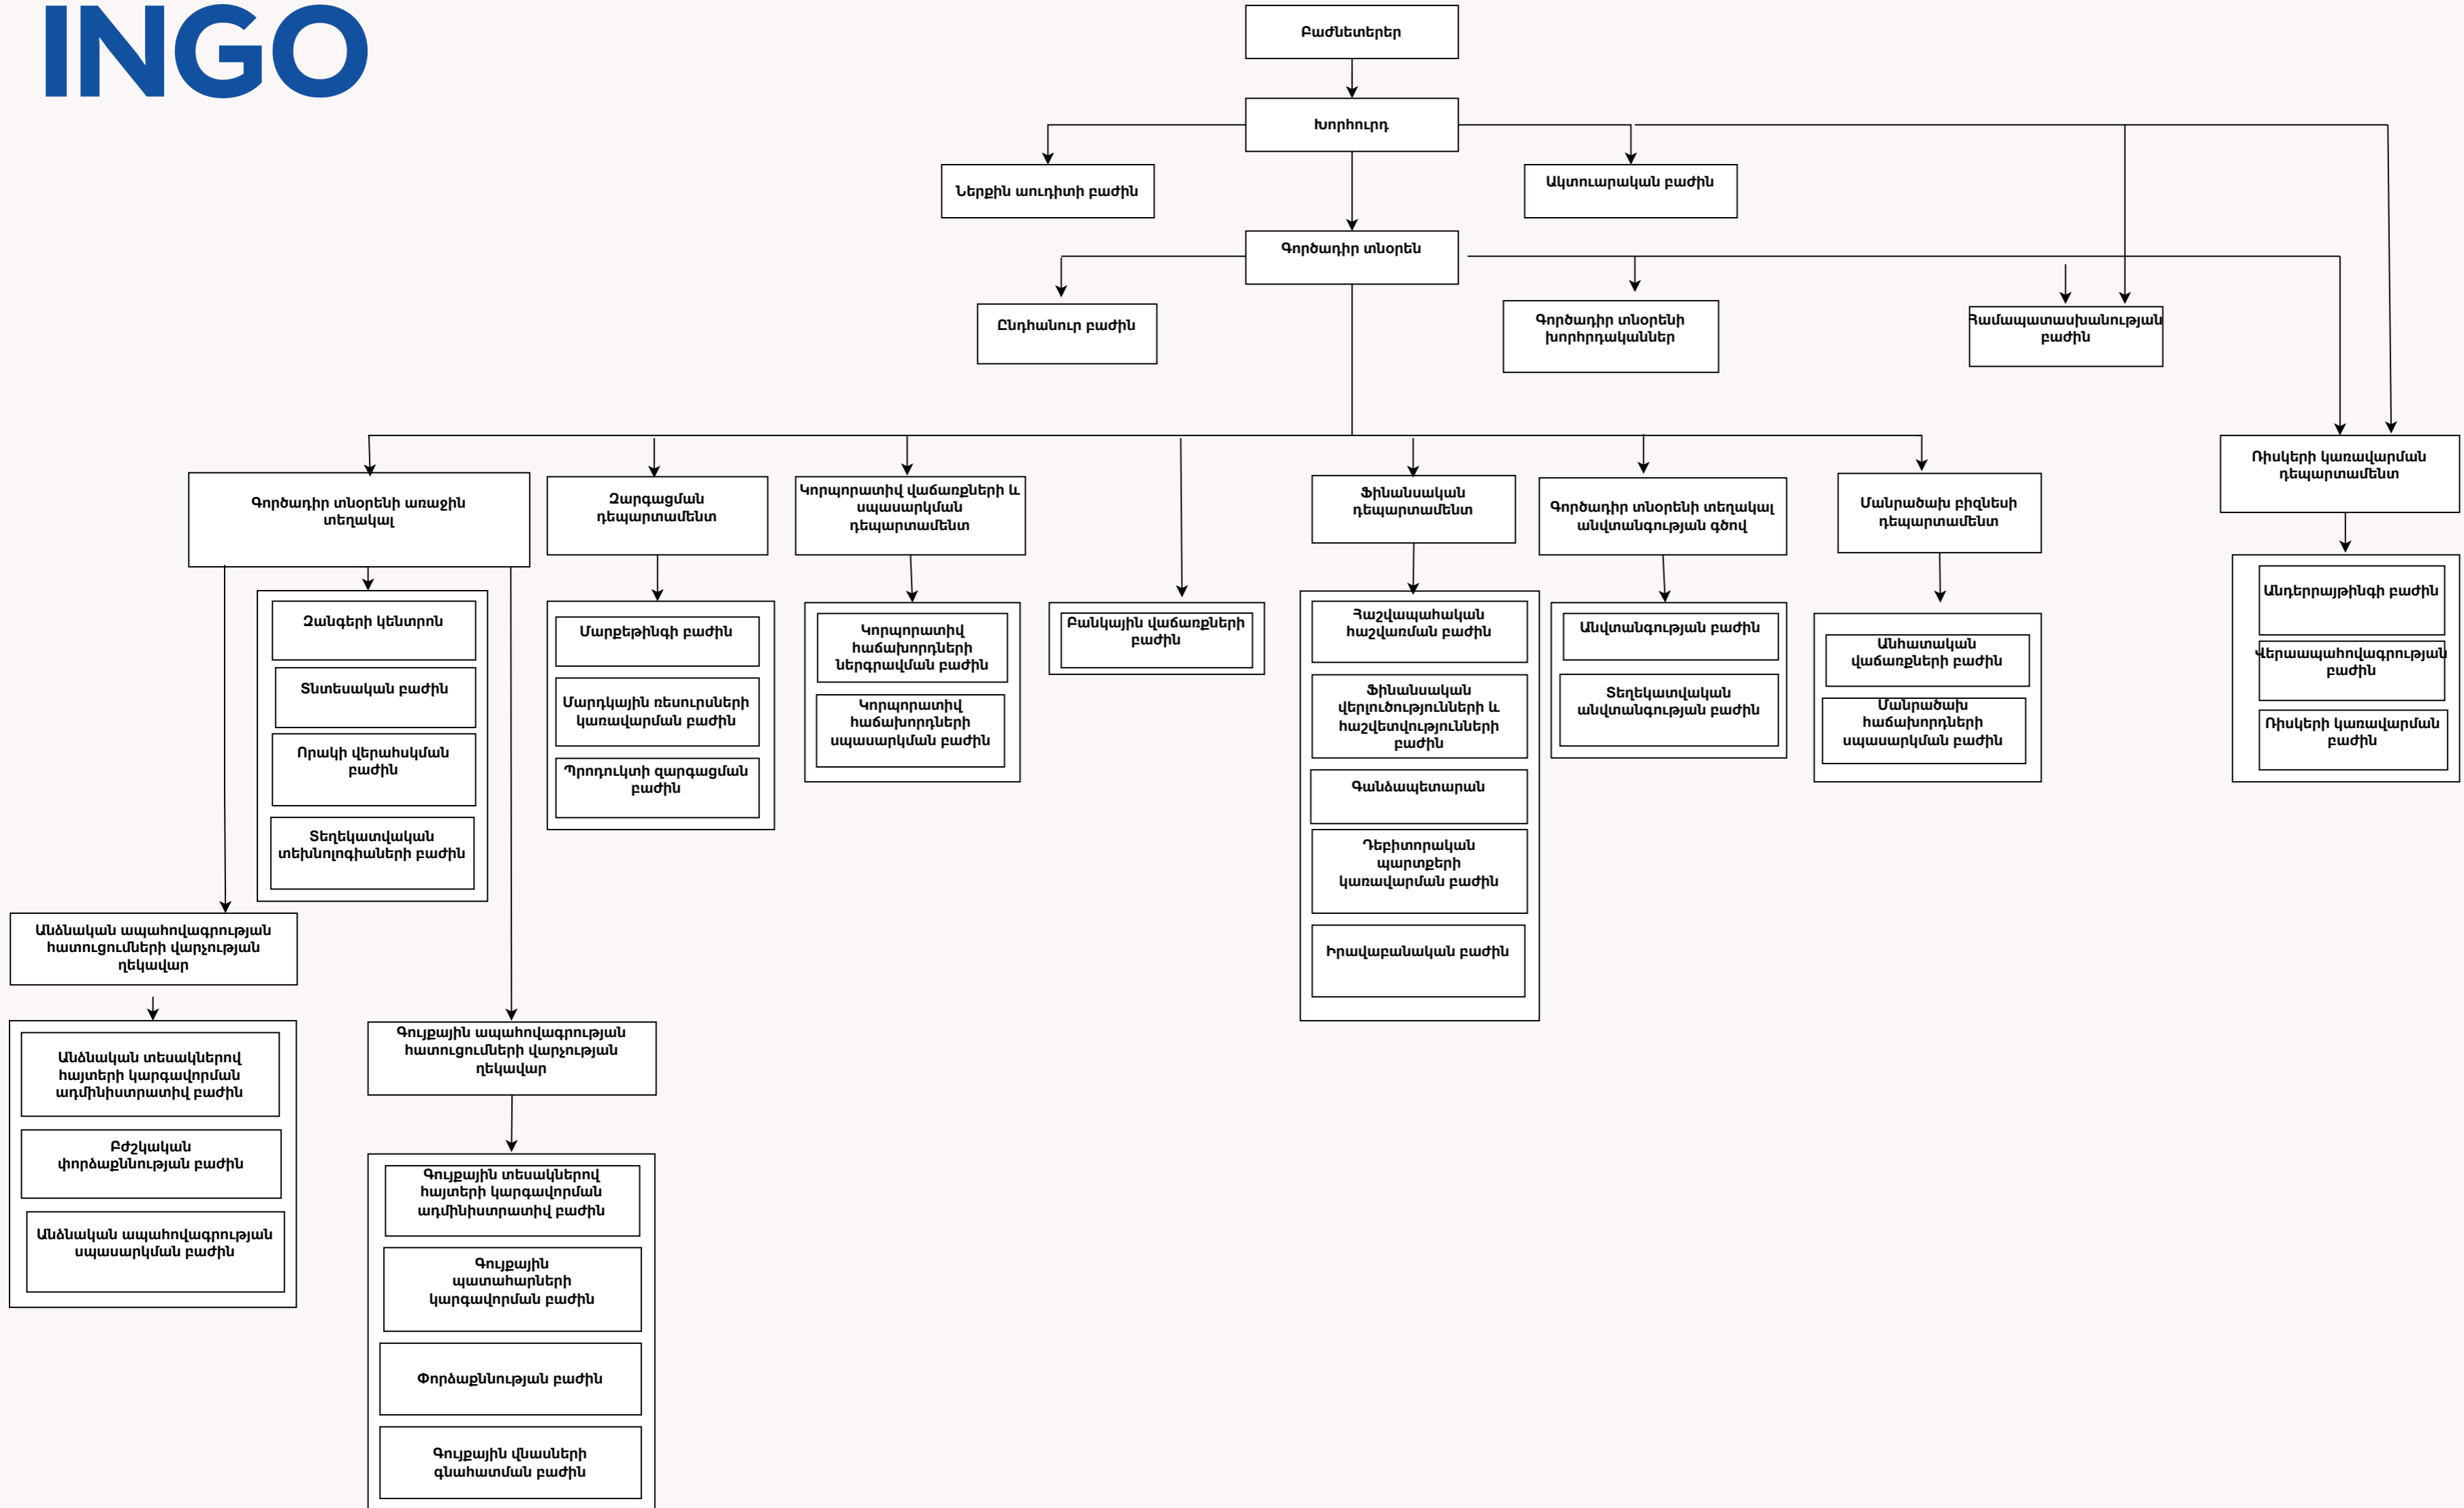 INGO
Բաժնետերեր
Խորհուրդ
Ներքին աուդիտի բաժին
Ակտուարական բաժին
Գործադիր տնօրեն
Ընդհանուր բաժին
Գործադիր տնօրենի
խորհրդականներ
Համապատասխանության
բաժին
Գործադիր տնօրենի առաջին
տեղակալ
Զարգացման
դեպարտամենտ
Կորպորատիվ վաճառքների և
սպասարկման
դեպարտամենտ
Ֆինանսական
դեպարտամենտ
Գործադիր տնօրենի տեղակալ
անվտանգության գծով
Մանրածախ բիզնեսի
դեպարտամենտ
Ռիսկերի կառավարման
դեպարտամենտ
Զանգերի կենտրոն
Տնտեսական բաժին
Որակի վերահսկման
բաժին
Տեղեկատվական
տեխնոլոգիաների բաժին
Մարքեթինգի բաժին
Մարդկային ռեսուրսների
կառավարման բաժին
Պրոդուկտի զարգացման
բաժին
Կորպորատիվ
հաճախորդների
ներգրավման բաժին
Կորպորատիվ
հաճախորդների
սպասարկման բաժին
Բանկային վաճառքների
բաժին
Հաշվապահական
հաշվառման բաժին
Ֆինանսական
վերլուծությունների և
հաշվետվությունների
բաժին
Գանձապետարան
Դեբիտորական
պարտքերի
կառավարման բաժին
Իրավաբանական բաժին
Անվտանգության բաժին
Տեղեկատվական
անվտանգության բաժին
Անհատական
վաճառքների բաժին
Մանրածախ
հաճախորդների
սպասարկման բաժին
Անդերրայթինգի բաժին
Վերաապահովագրության
բաժին
Ռիսկերի կառավարման
բաժին
Անձնական ապահովագրության
հատուցումների վարչության
ղեկավար
Անձնական տեսակներով
հայտերի կարգավորման
ադմինիստրատիվ բաժին
Բժշկական
փորձաքննության բաժին
Անձնական ապահովագրության
սպասարկման բաժին
Գույքային ապահովագրության
հատուցումների վարչության
ղեկավար
Գույքային տեսակներով
հայտերի կարգավորման
ադմինիստրատիվ բաժին
Գույքային
պատահարների
կարգավորման բաժին
Փորձաքննության բաժին
Գույքային վնասների
գնահատման բաժին